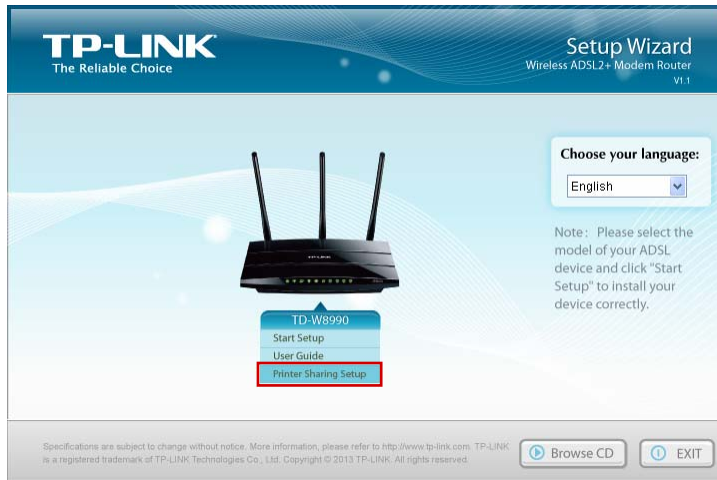 TP-LINK
The Reliable Choice
Setup Wizard
Wireless ADSL2+ Modem Router
V1.1
Choose your language:
English
Note: Please select the
model of your ADSL
device and click "Start
Setup" to install your
device correctly.
TP-LINK
TD-W8990
Start Setup
User Guide
Printer Sharing Setup
Specifications are subject to change without notice. More information, please refer to http://www.tp-link.com. TP-LINK
is a registered trademark of TP-LINK Technologies Co., Ltd. Copyright © 2013 TP-LINK. All rights reserved.
Browse CD
EXIT